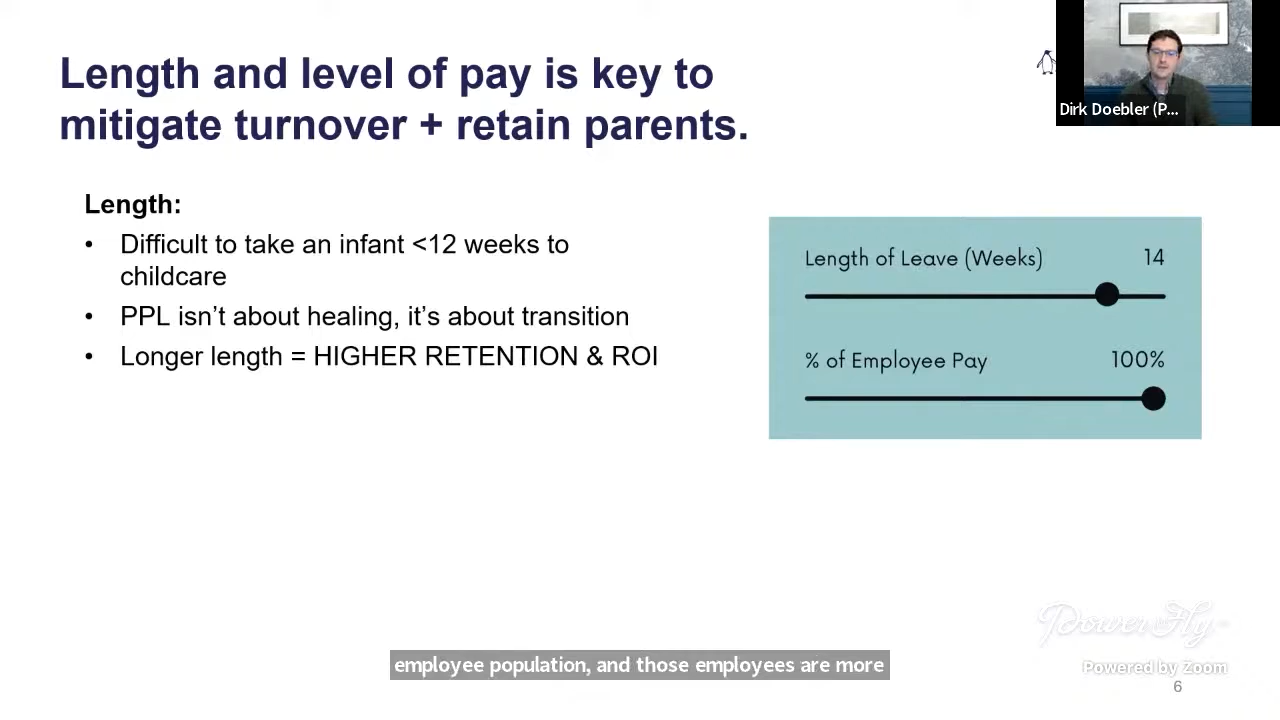 Length and level of pay is key to
mitigate turnover + retain parents.
Dirk Doebler (P...
Length:
• Difficult to take an infant <12 weeks to
childcare
• PPL isn’t about healing, it’s about transition
• Longer length = HIGHER RETENTION & ROI
Length of Leave (Weeks) 14
% of Employee Pay 100%
employee population, and those employees are more
Powered by Zoom
6